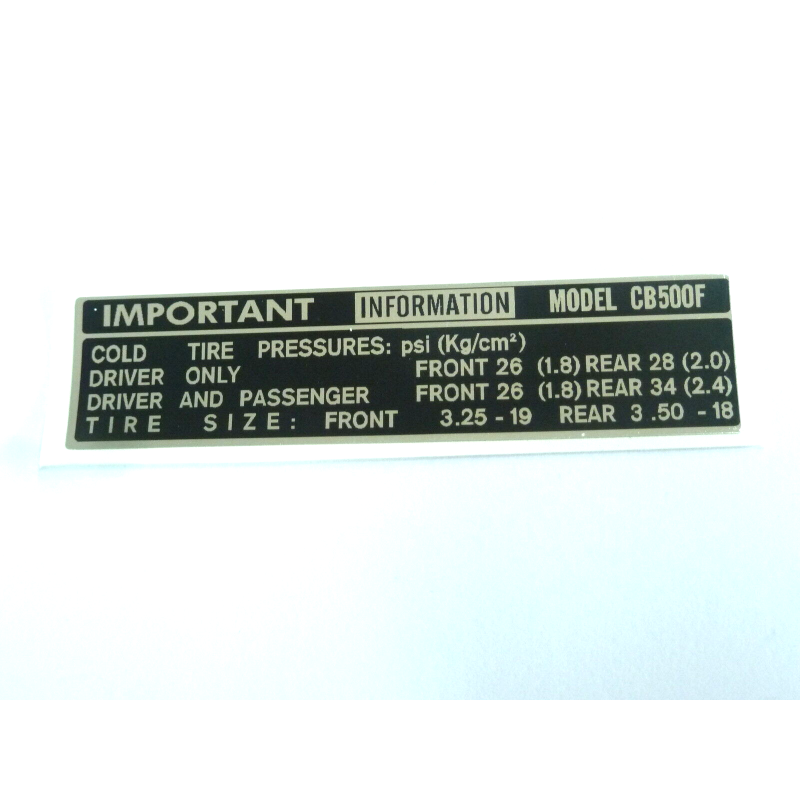 IMPORTANT INFORMATION MODEL CB500F
COLD TIRE PRESSURES: psi (Kg/cm²)
DRIVER ONLY FRONT 26 (1.8) REAR 28 (2.0)
DRIVER AND PASSENGER FRONT 26 (1.8) REAR 34 (2.4)
TIRE SIZE: FRONT 3.25 - 19 REAR 3 .50 - 18